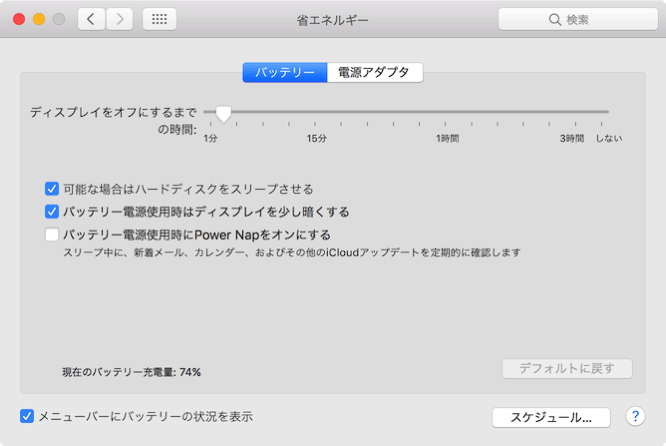 省エネルギー
検索
バッテリー
電源アダプタ
ディスプレイをオフにするまで
の時間:
1分
15分
1時間
3時間
しない
可能な場合はハードディスクをスリープさせる
バッテリー電源使用時はディスプレイを少し暗くする
バッテリー電源使用時にPower Napをオンにする
スリープ中に、新着メール、カレンダー、およびその他のiCloudアップデートを定期的に確認します
現在のバッテリー充電量: 74%
デフォルトに戻す
メニューバーにバッテリーの状況を表示
スケジュール...
?